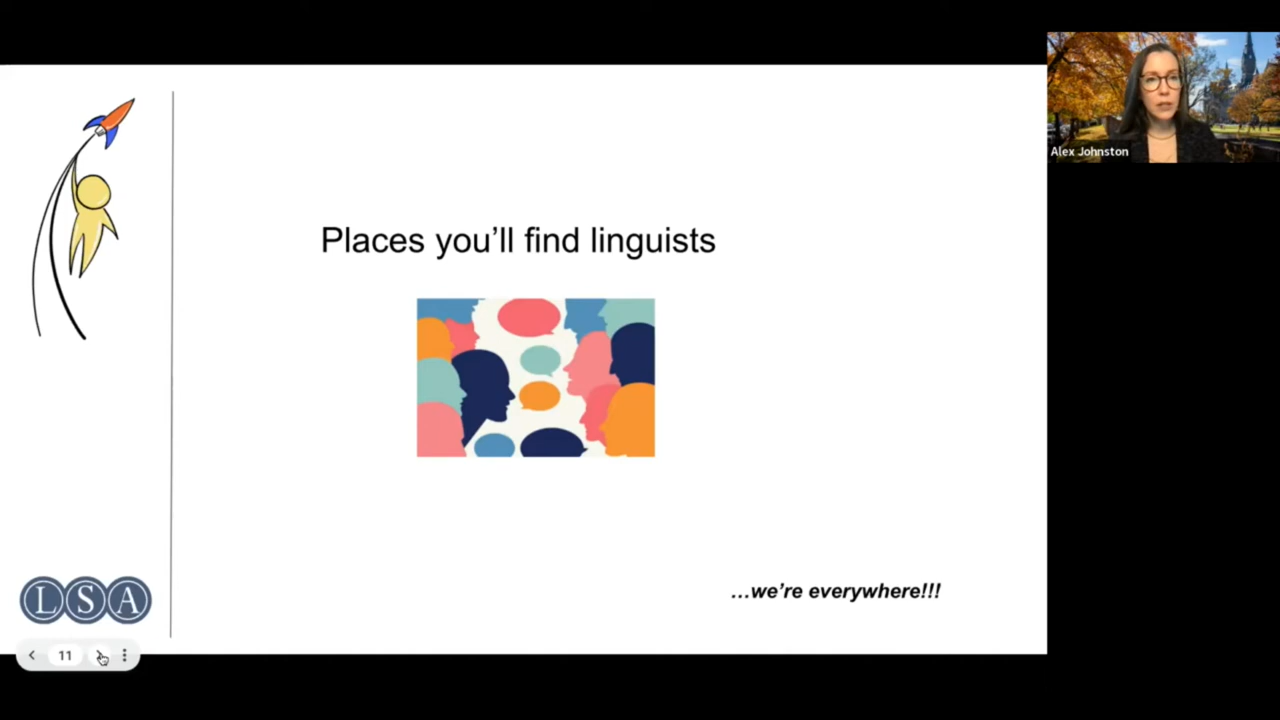 Alex Johnston
Places you’ll find linguists
…we’re everywhere!!!
LSA
11